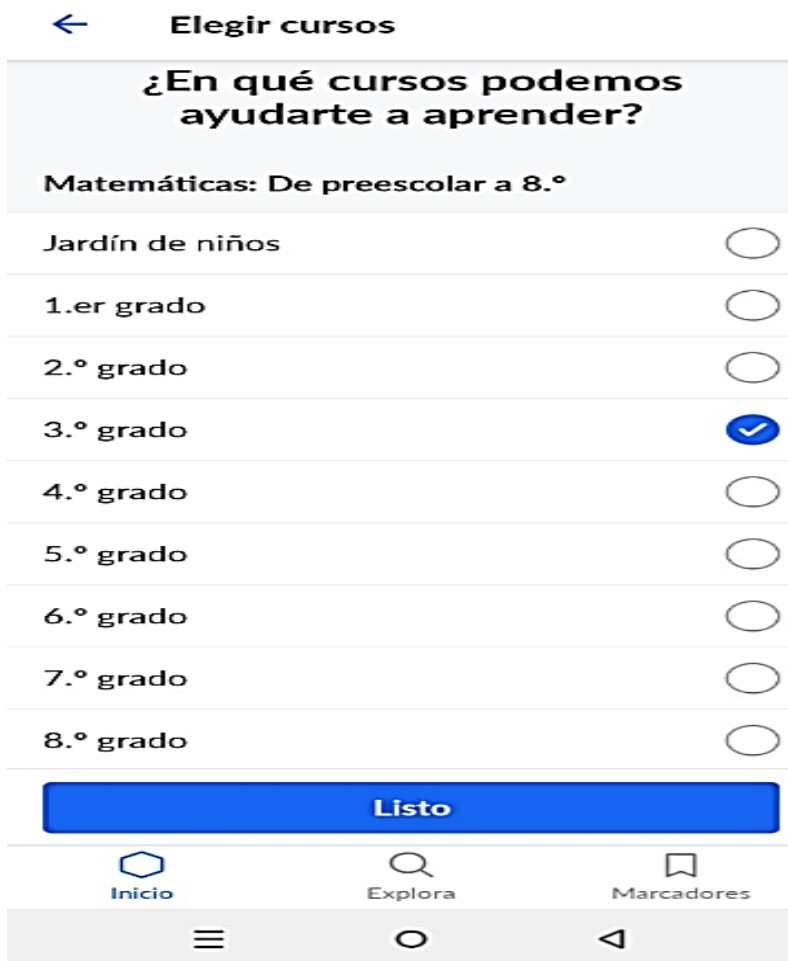 Elegir cursos
¿En qué cursos podemos
ayudarte a aprender?
Matemáticas: De preescolar a 8.º
Jardín de niños
1.er grado
2.º grado
3.º grado
4.º grado
5.º grado
6.º grado
7.º grado
8.º grado
Listo
Inicio Explora Marcadores